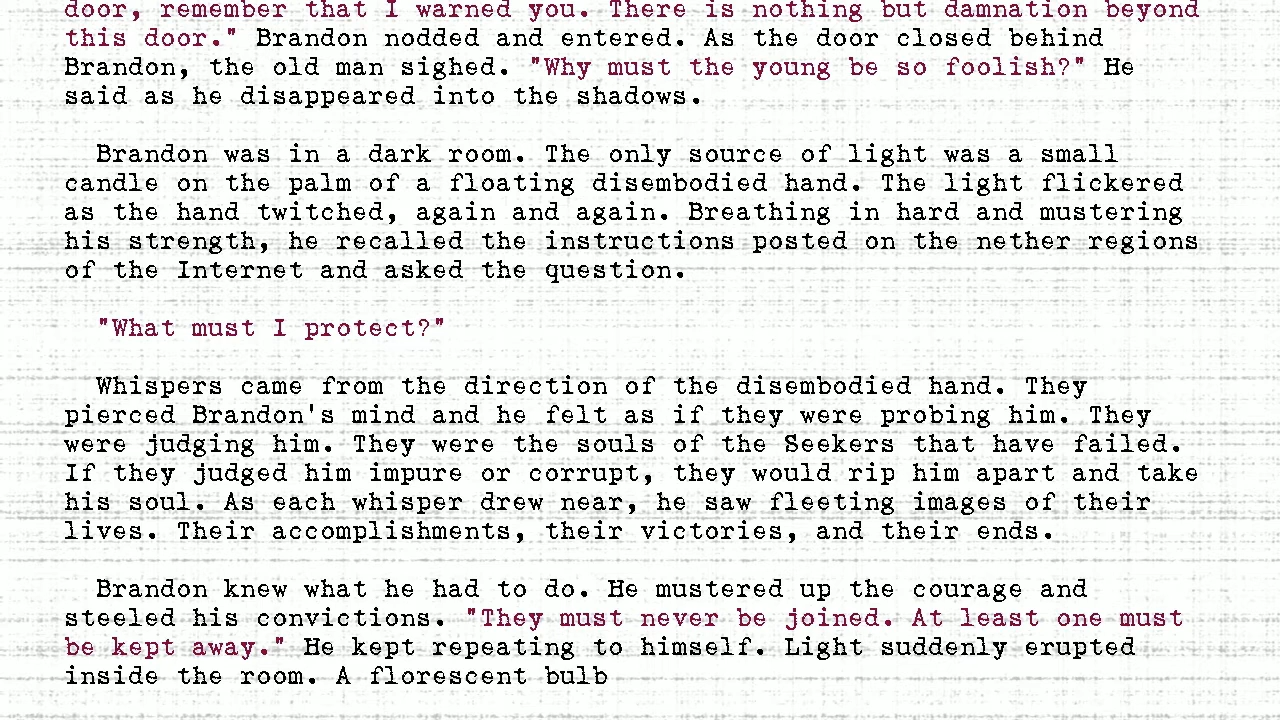 door, remember that I warned you. There is nothing but damnation beyond
this door." Brandon nodded and entered. As the door closed behind
Brandon, the old man sighed. "Why must the young be so foolish?" He
said as he disappeared into the shadows.
Brandon was in a dark room. The only source of light was a small
candle on the palm of a floating disembodied hand. The light flickered
as the hand twitched, again and again. Breathing in hard and mustering
his strength, he recalled the instructions posted on the nether regions
of the Internet and asked the question.
"What must I protect?"
Whispers came from the direction of the disembodied hand. They
pierced Brandon's mind and he felt as if they were probing him. They
were judging him. They were the souls of the Seekers that have failed.
If they judged him impure or corrupt, they would rip him apart and take
his soul. As each whisper drew near, he saw fleeting images of their
lives. Their accomplishments, their victories, and their ends.
Brandon knew what he had to do. He mustered up the courage and
steeled his convictions. "They must never be joined. At least one must
be kept away." He kept repeating to himself. Light suddenly erupted
inside the room. A florescent bulb